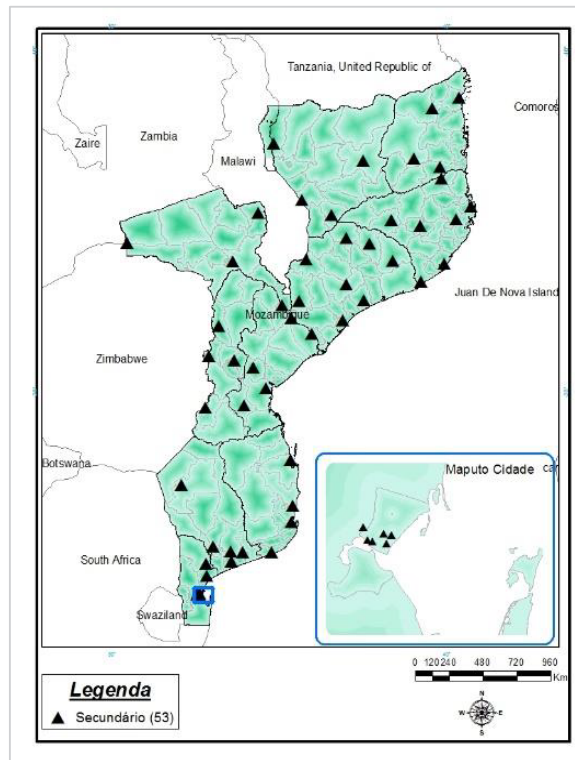 Tanzania, United Republic of
Comoros
Zambia
Zaire
Malawi
Juan De Nova Island
Mozambique
Zimbabwe
Botswana
Maputo Cidade
South Africa
Swaziland
0 120 240 480 720 960
Km
N
W E
S
Legenda
Secundário (53)